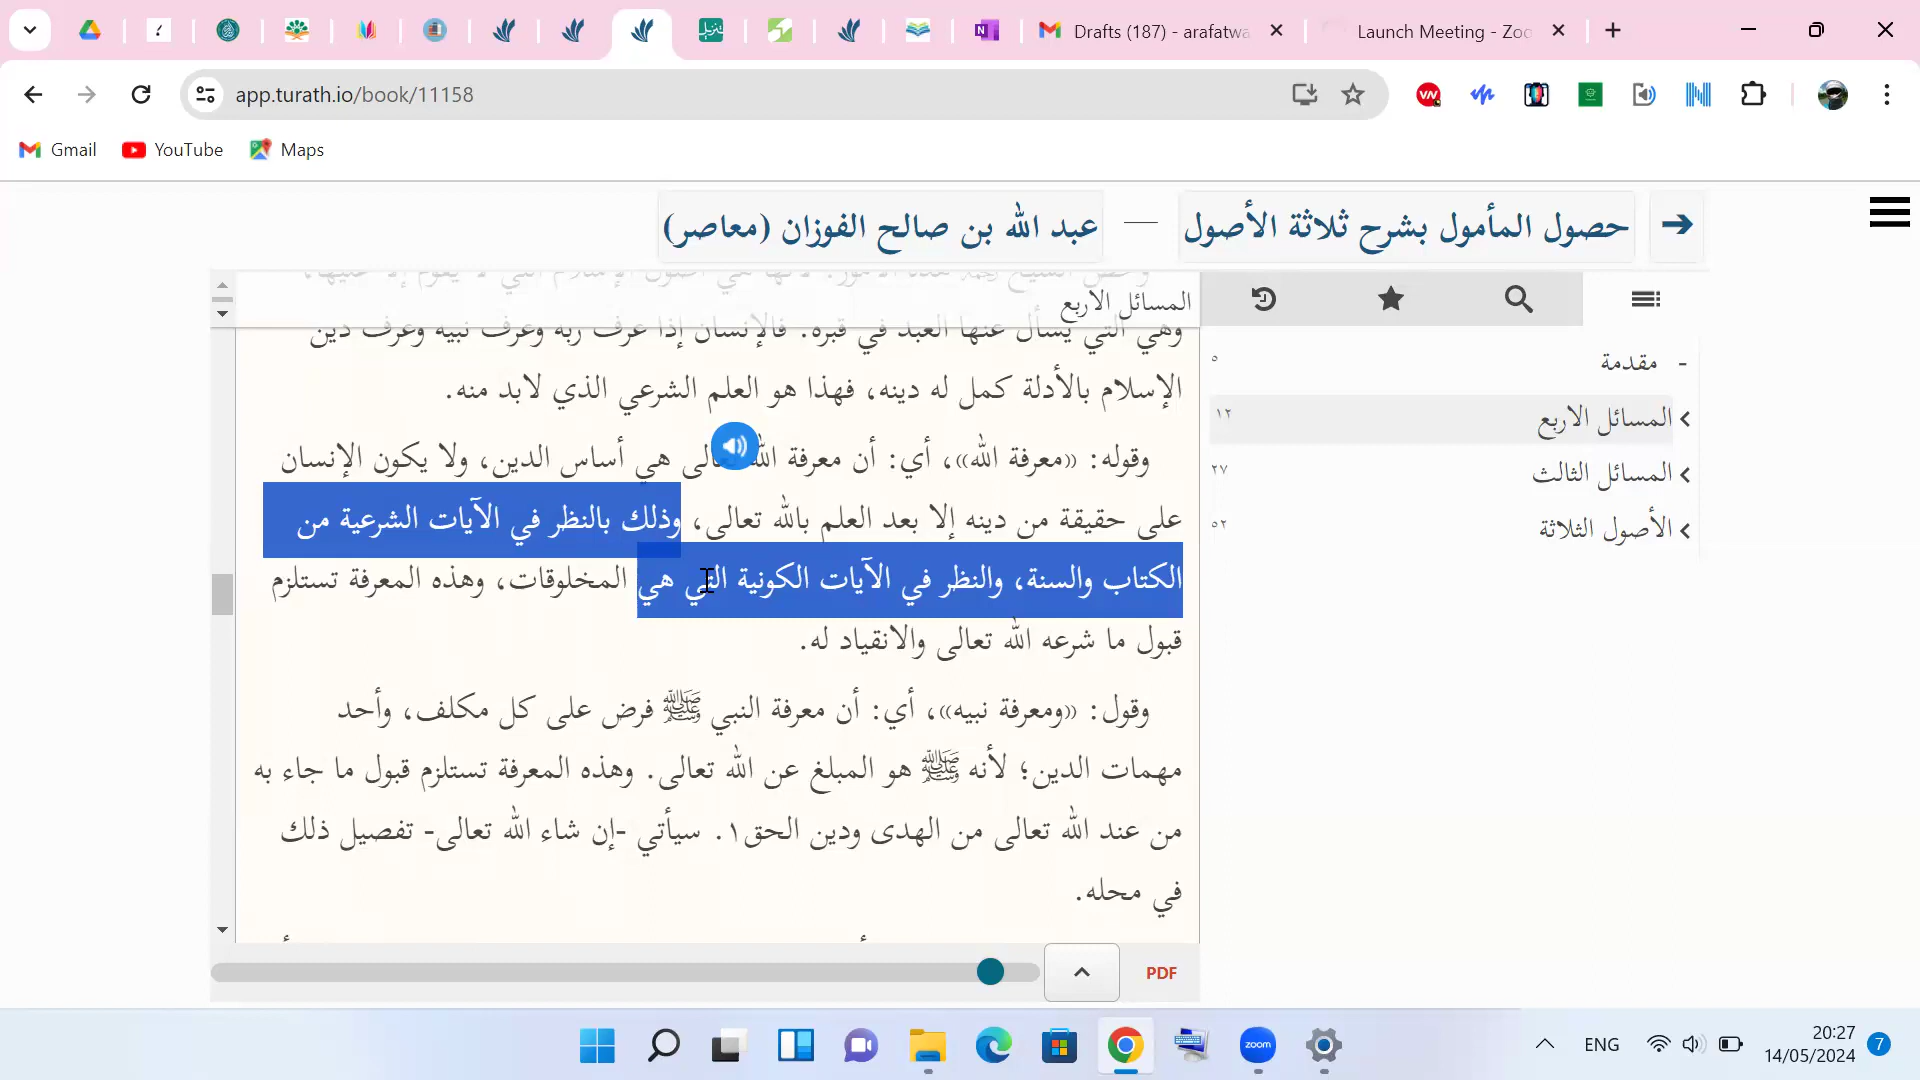 Drafts (187) - arafatwa
Launch Meeting - Zoo
app.turath.io/book/11158
Gmail
YouTube
Maps
حصول المأمول بشرح ثلاثة الأصول — عبد الله بن صالح الفوزان (معاصر)
المسائل الاربع
وهي التي يسأل عنها العبد في قبره. فالإنسان إذا عرف ربه وعرف نبيه وعرف دين
الإسلام بالأدلة كمل له دينه، فهذا هو العلم الشرعي الذي لابد منه.
وقوله: «معرفة الله»، أي: أن معرفة الله تعالى هي أساس الدين، ولا يكون الإنسان
على حقيقة من دينه إلا بعد العلم بالله تعالى، وذلك بالنظر في الآيات الشرعية من
الكتاب والسنة، والنظر في الآيات الكونية التي هي المخلوقات، وهذه المعرفة تستلزم
قبول ما شرعه الله تعالى والانقياد له.
وقول: «ومعرفة نبيه»، أي: أن معرفة النبي ﷺ فرض على كل مكلف، وأحد
مهمات الدين؛ لأنه ﷺ هو المبلغ عن الله تعالى. وهذه المعرفة تستلزم قبول ما جاء به
من عند الله تعالى من الهدى ودين الحق١. سيأتي -إن شاء الله تعالى- تفصيل ذلك
في محله.
- مقدمة ٥
المسائل الاربع ١٢
المسائل الثالث ٢٧
الأصول الثلاثة ٥٢
PDF
zoom
ENG
20:27
14/05/2024
7